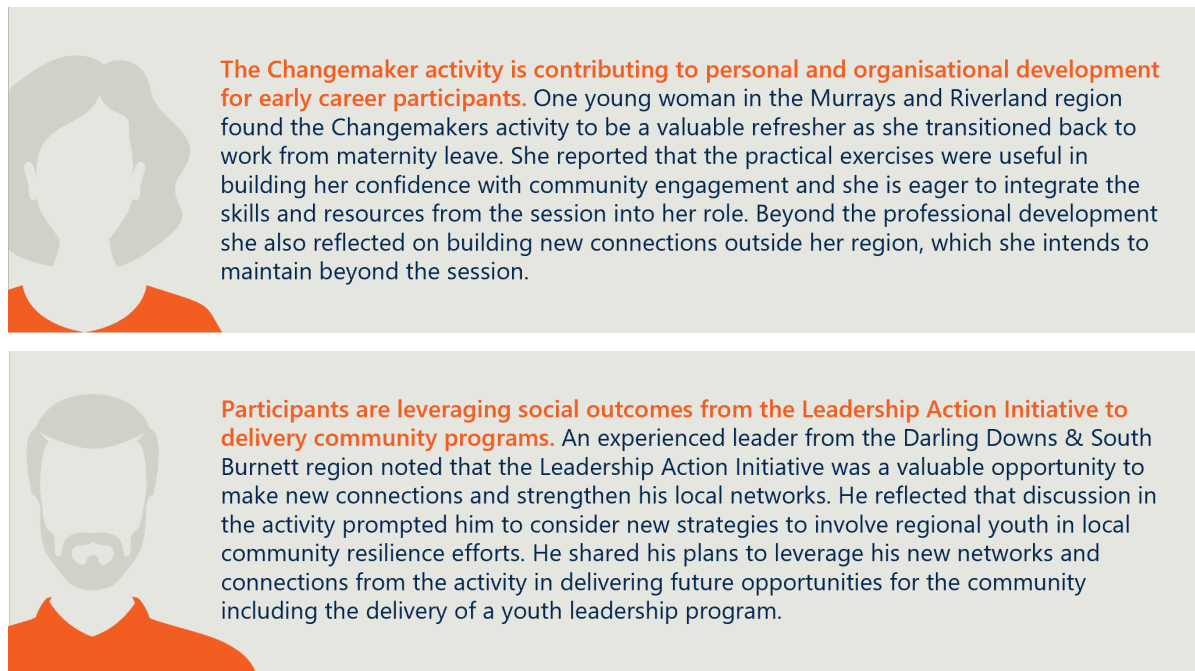 The Changemaker activity is contributing to personal and organisational development
for early career participants. One young woman in the Murrays and Riverland region
found the Changemakers activity to be a valuable refresher as she transitioned back to
work from maternity leave. She reported that the practical exercises were useful in
building her confidence with community engagement and she is eager to integrate the
skills and resources from the session into her role. Beyond the professional development
she also reflected on building new connections outside her region, which she intends to
maintain beyond the session.
Participants are leveraging social outcomes from the Leadership Action Initiative to
delivery community programs. An experienced leader from the Darling Downs & South
Burnett region noted that the Leadership Action Initiative was a valuable opportunity to
make new connections and strengthen his local networks. He reflected that discussion in
the activity prompted him to consider new strategies to involve regional youth in local
community resilience efforts. He shared his plans to leverage his new networks and
connections from the activity in delivering future opportunities for the community
including the delivery of a youth leadership program.